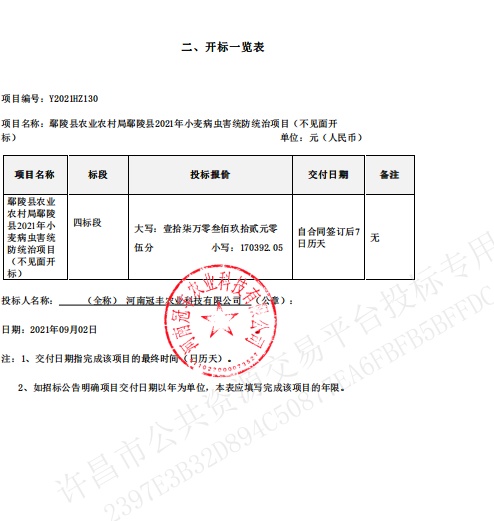 二、开标一览表
项目编号：Y2021HZ130
项目名称：鄢陵县农业农村局鄢陵县2021年小麦病虫害统防统治项目（不见面开
标） 单位：元（人民币）
项目名称 标段 投标报价 交付日期 备注
鄢陵县农业
农村局鄢陵
县2021年小
麦病虫害统
防统治项目
（不见面开
标）
四标段
大写：壹拾柒万零叁佰玖拾贰元零
伍分 小写：170392.05
自合同签订后7
日历天
无
投标人名称： （全称） 河南冠丰农业科技有限公司 （公章）：
日期：2021年09月02日
注：1、交付日期指完成该项目的最终时间（日历天）。
2、如招标公告明确项目交付日期以年为单位，本表应填写完成该项目的年限。
河南冠丰农业科技有限公司
许昌市公共资源交易平台投标专用